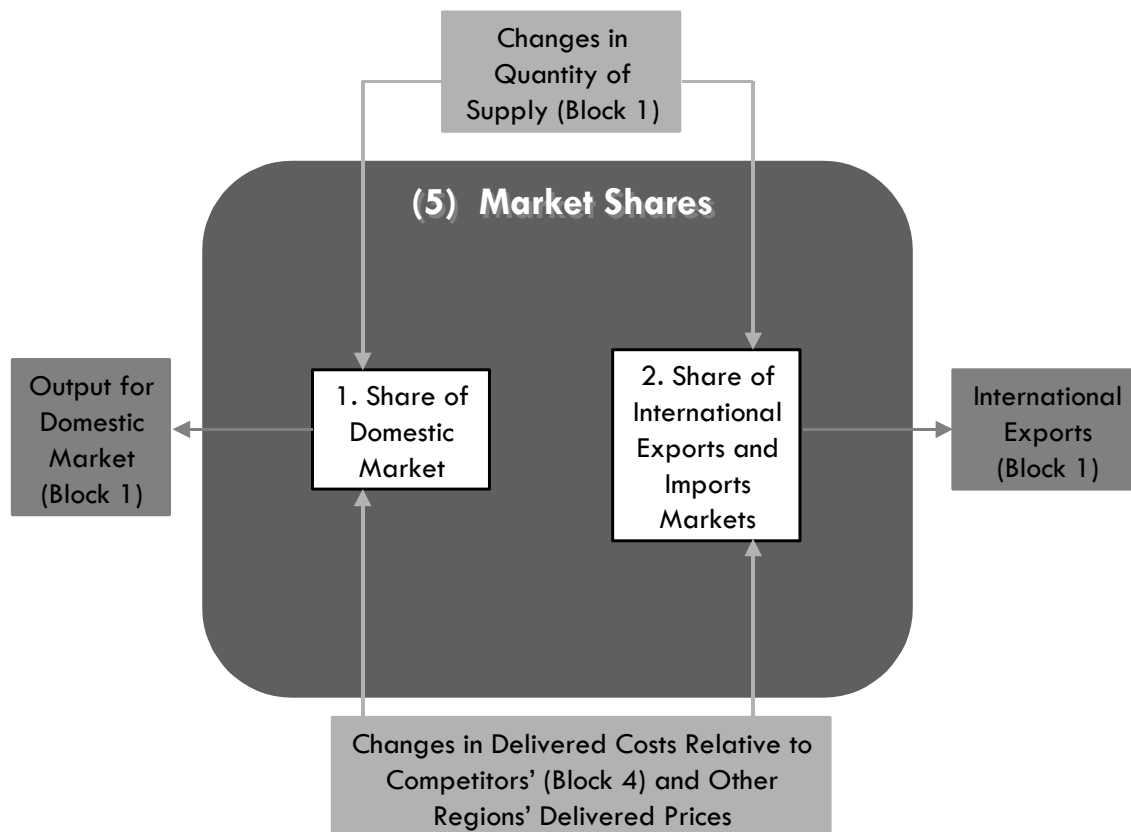 Changes in
Quantity of
Supply (Block 1)
(5) Market Shares
Output for
Domestic
Market
(Block 1)
1. Share of
Domestic
Market
2. Share of
International
Exports and
Imports
Markets
International
Exports
(Block 1)
Changes in Delivered Costs Relative to
Competitors’ (Block 4) and Other
Regions’ Delivered Prices